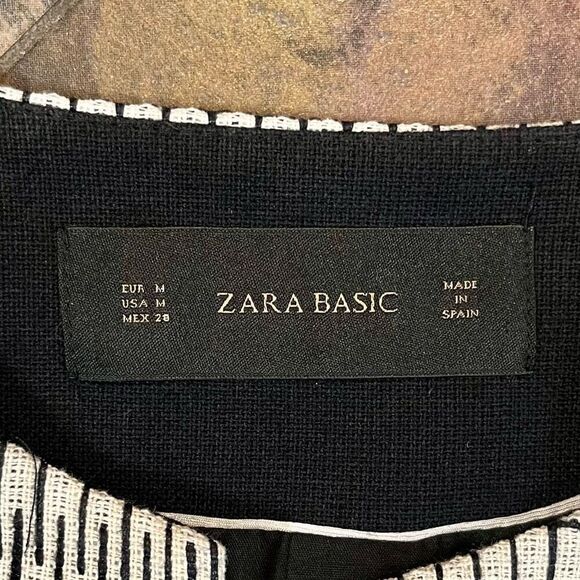 EUR M
USA M
MEX 28
ZARA BASIC
MADE
IN
SPAIN